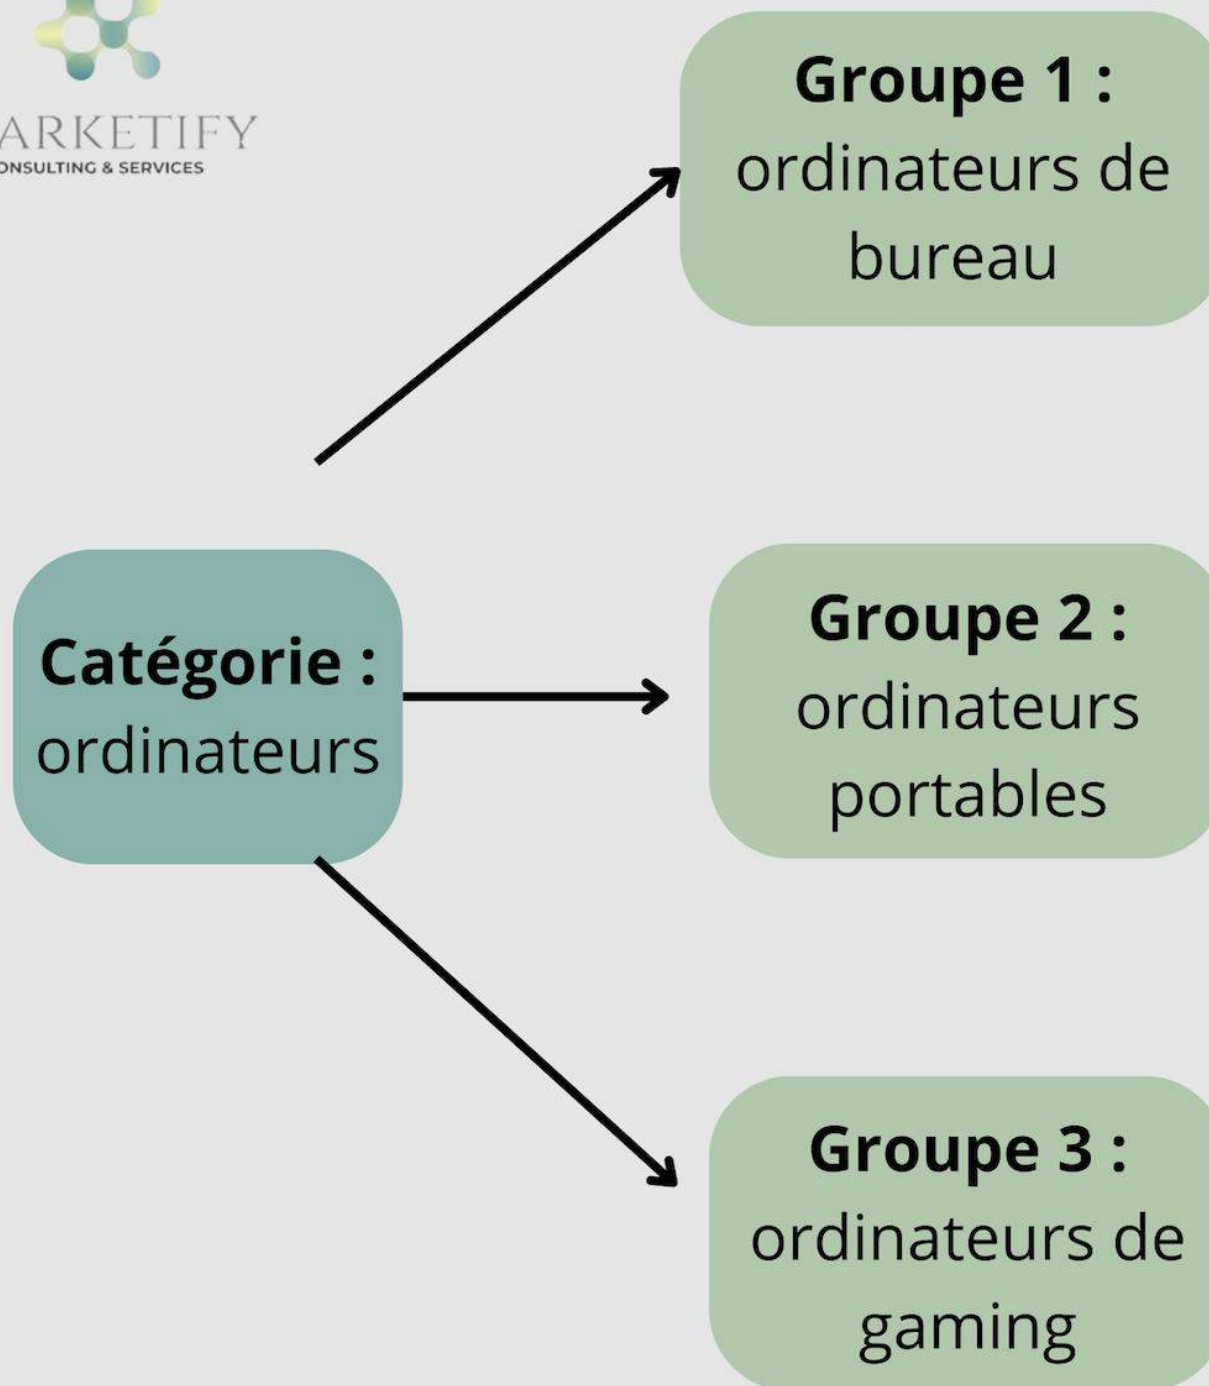 ARKETIFY
ONSULTING & SERVICES
Groupe 1 :
ordinateurs de
bureau
Catégorie :
ordinateurs
Groupe 2 :
ordinateurs
portables
Groupe 3 :
ordinateurs de
gaming